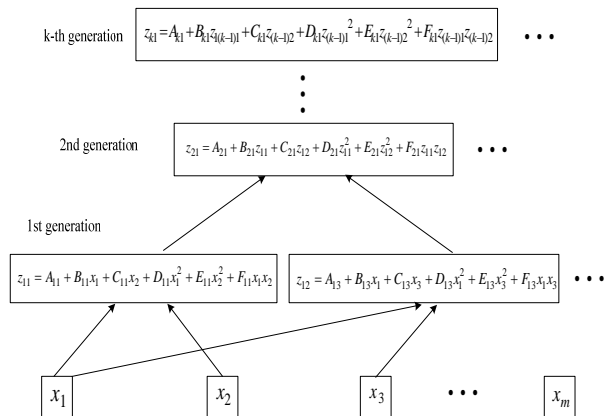 k-th generation
z_{k1} = A_{k1} + B_{k1}z_{1(k-1)1} + C_{k1}z_{(k-1)2} + D_{k1}z_{(k-1)1}^2 + E_{k1}z_{(k-1)2}^2 + F_{k1}z_{(k-1)1}z_{(k-1)2}
2nd generation
z_{21} = A_{21} + B_{21}z_{11} + C_{21}z_{12} + D_{21}z_{11}^2 + E_{21}z_{12}^2 + F_{21}z_{11}z_{12}
1st generation
z_{11} = A_{11} + B_{11}x_1 + C_{11}x_2 + D_{11}x_1^2 + E_{11}x_2^2 + F_{11}x_1x_2
z_{12} = A_{13} + B_{13}x_1 + C_{13}x_3 + D_{13}x_1^2 + E_{13}x_3^2 + F_{13}x_1x_3
x_1 x_2 x_3 x_m